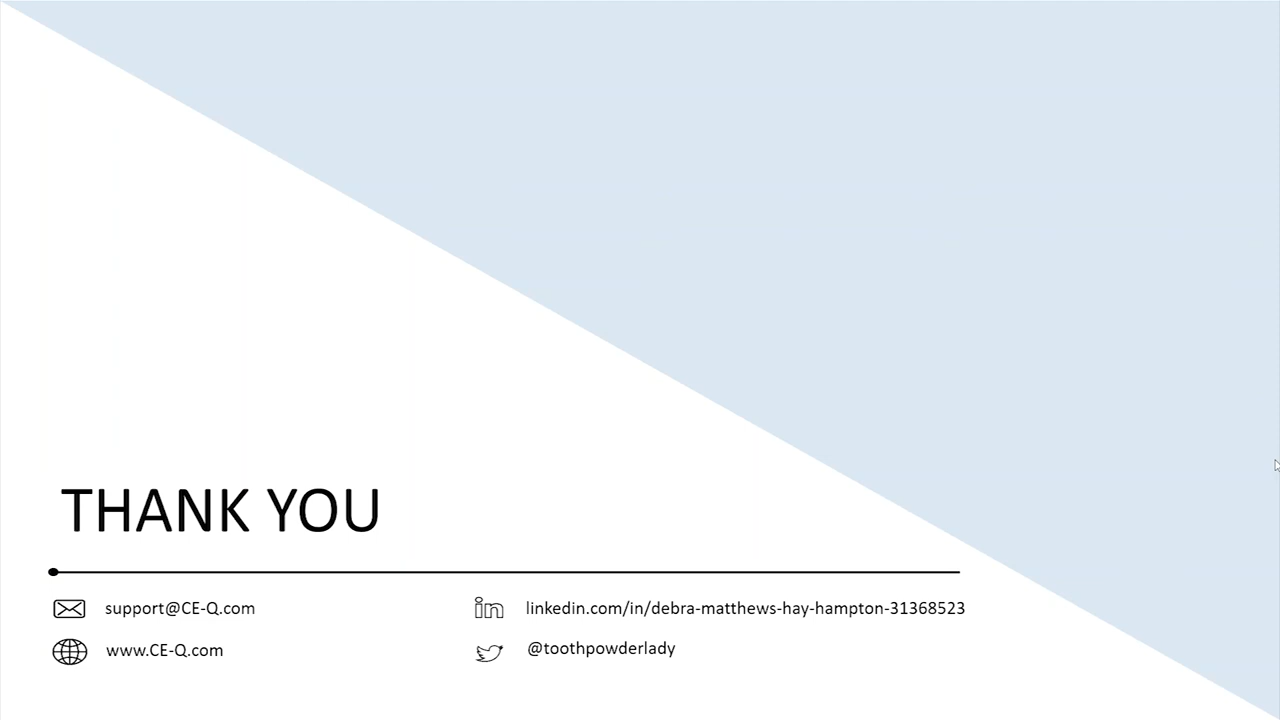 THANK YOU
support@CE-Q.com
www.CE-Q.com
linkedin.com/in/debra-matthews-hay-hampton-31368523
@toothpowderlady